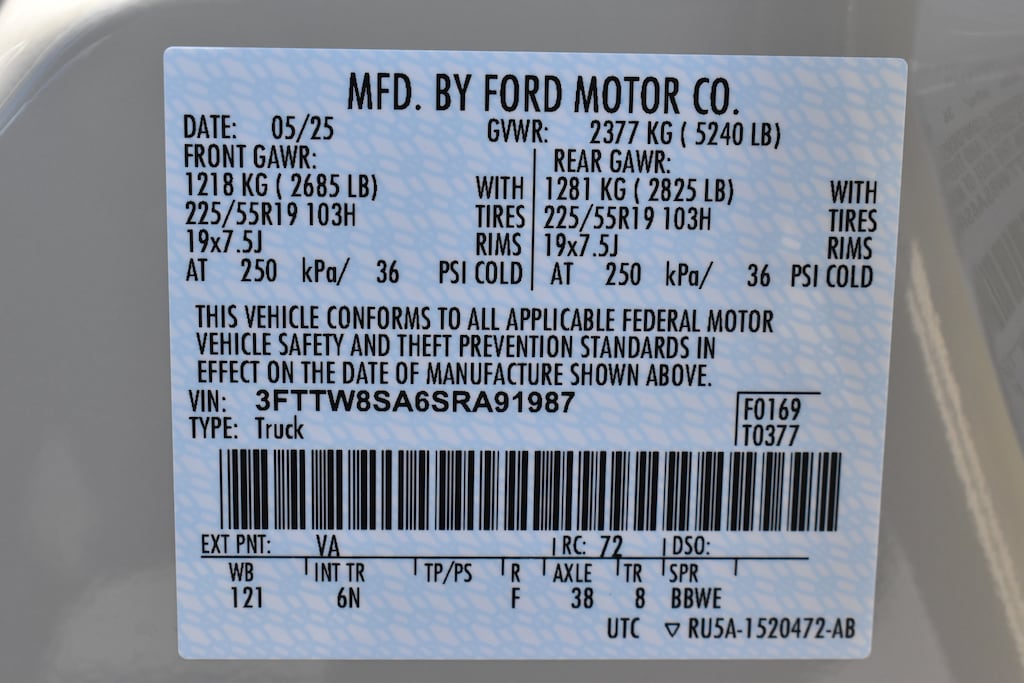 MFD. BY FORD MOTOR CO.
DATE: 05/25 GVWR: 2377 KG ( 5240 LB)
FRONT GAWR: REAR GAWR:
1218 KG ( 2685 LB) WITH 1281 KG ( 2825 LB) WITH
225/55R19 103H TIRES 225/55R19 103H TIRES
19x7.5J RIMS 19x7.5J RIMS
AT 250 kPa/ 36 PSI COLD AT 250 kPa/ 36 PSI COLD
THIS VEHICLE CONFORMS TO ALL APPLICABLE FEDERAL MOTOR
VEHICLE SAFETY AND THEFT PREVENTION STANDARDS IN
EFFECT ON THE DATE OF MANUFACTURE SHOWN ABOVE.
VIN: 3FTTW8SA6SRA91987 F0169
TYPE: Truck T0377
EXT PNT: VA RC: 72 DSO:
WB INT TR TP/PS R AXLE TR SPR
121 6N F 38 8 BBWE
UTC ▽ RU5A-1520472-AB